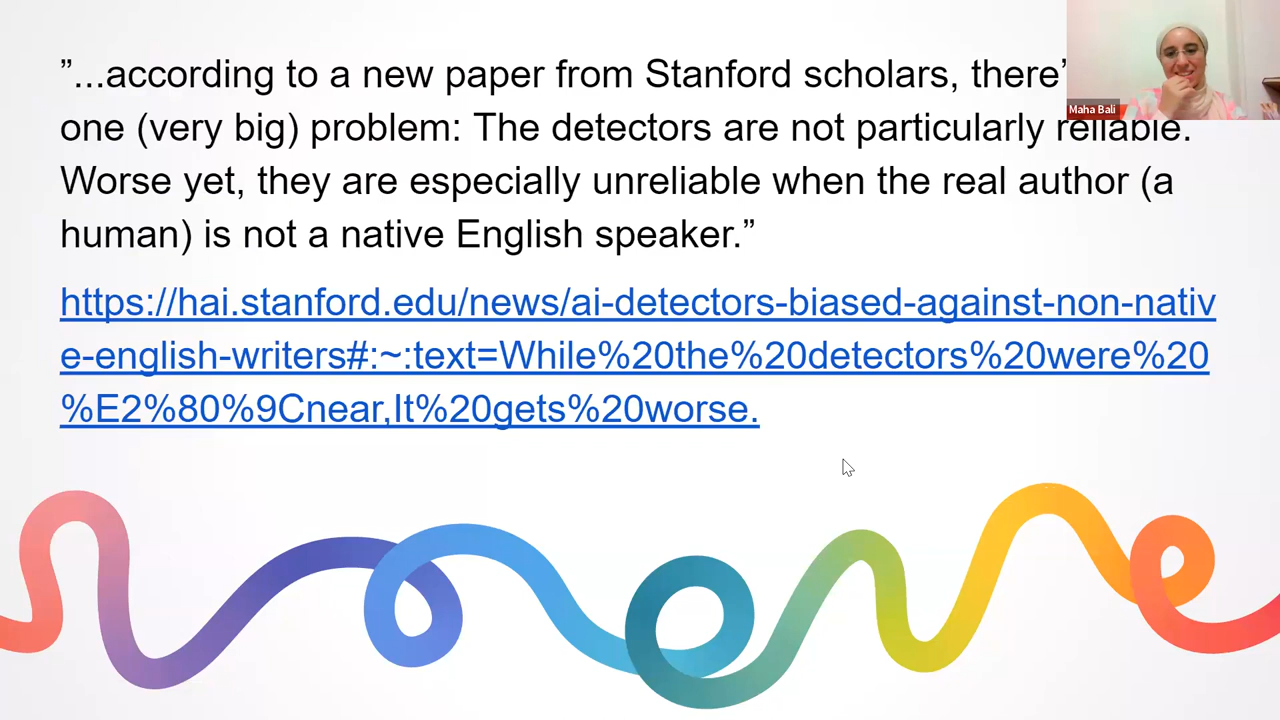 ”...according to a new paper from Stanford scholars, there’
one (very big) problem: The detectors are not particularly reliable.
Worse yet, they are especially unreliable when the real author (a
human) is not a native English speaker.”
https://hai.stanford.edu/news/ai-detectors-biased-against-non-nativ
e-english-writers#:~:text=While%20the%20detectors%20were%20
%E2%80%9Cnear,It%20gets%20worse.
Maha Bali